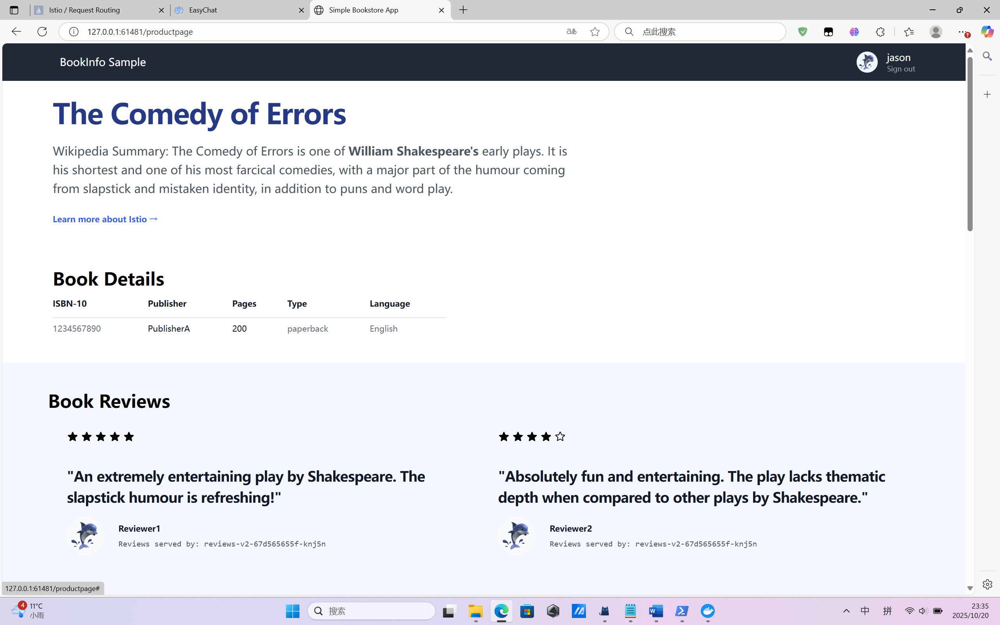 Istio / Request Routing
EasyChat
Simple Bookstore App
127.0.0.1:61481/productpage
aあ
点此搜索
BookInfo Sample
jason
Sign out
The Comedy of Errors
Wikipedia Summary: The Comedy of Errors is one of William Shakespeare's early plays. It is
his shortest and one of his most farcical comedies, with a major part of the humour coming
from slapstick and mistaken identity, in addition to puns and word play.
Learn more about Istio →
Book Details
ISBN-10 Publisher Pages Type Language
1234567890 PublisherA 200 paperback English
Book Reviews
"An extremely entertaining play by Shakespeare. The
slapstick humour is refreshing!"
Reviewer1
Reviews served by: reviews-v2-67d565655f-knj5n
"Absolutely fun and entertaining. The play lacks thematic
depth when compared to other plays by Shakespeare."
Reviewer2
Reviews served by: reviews-v2-67d565655f-knj5n
127.0.0.1:61481/productpage#
4
11°C
小雨
搜索
W
中
拼
23:35
2025/10/20